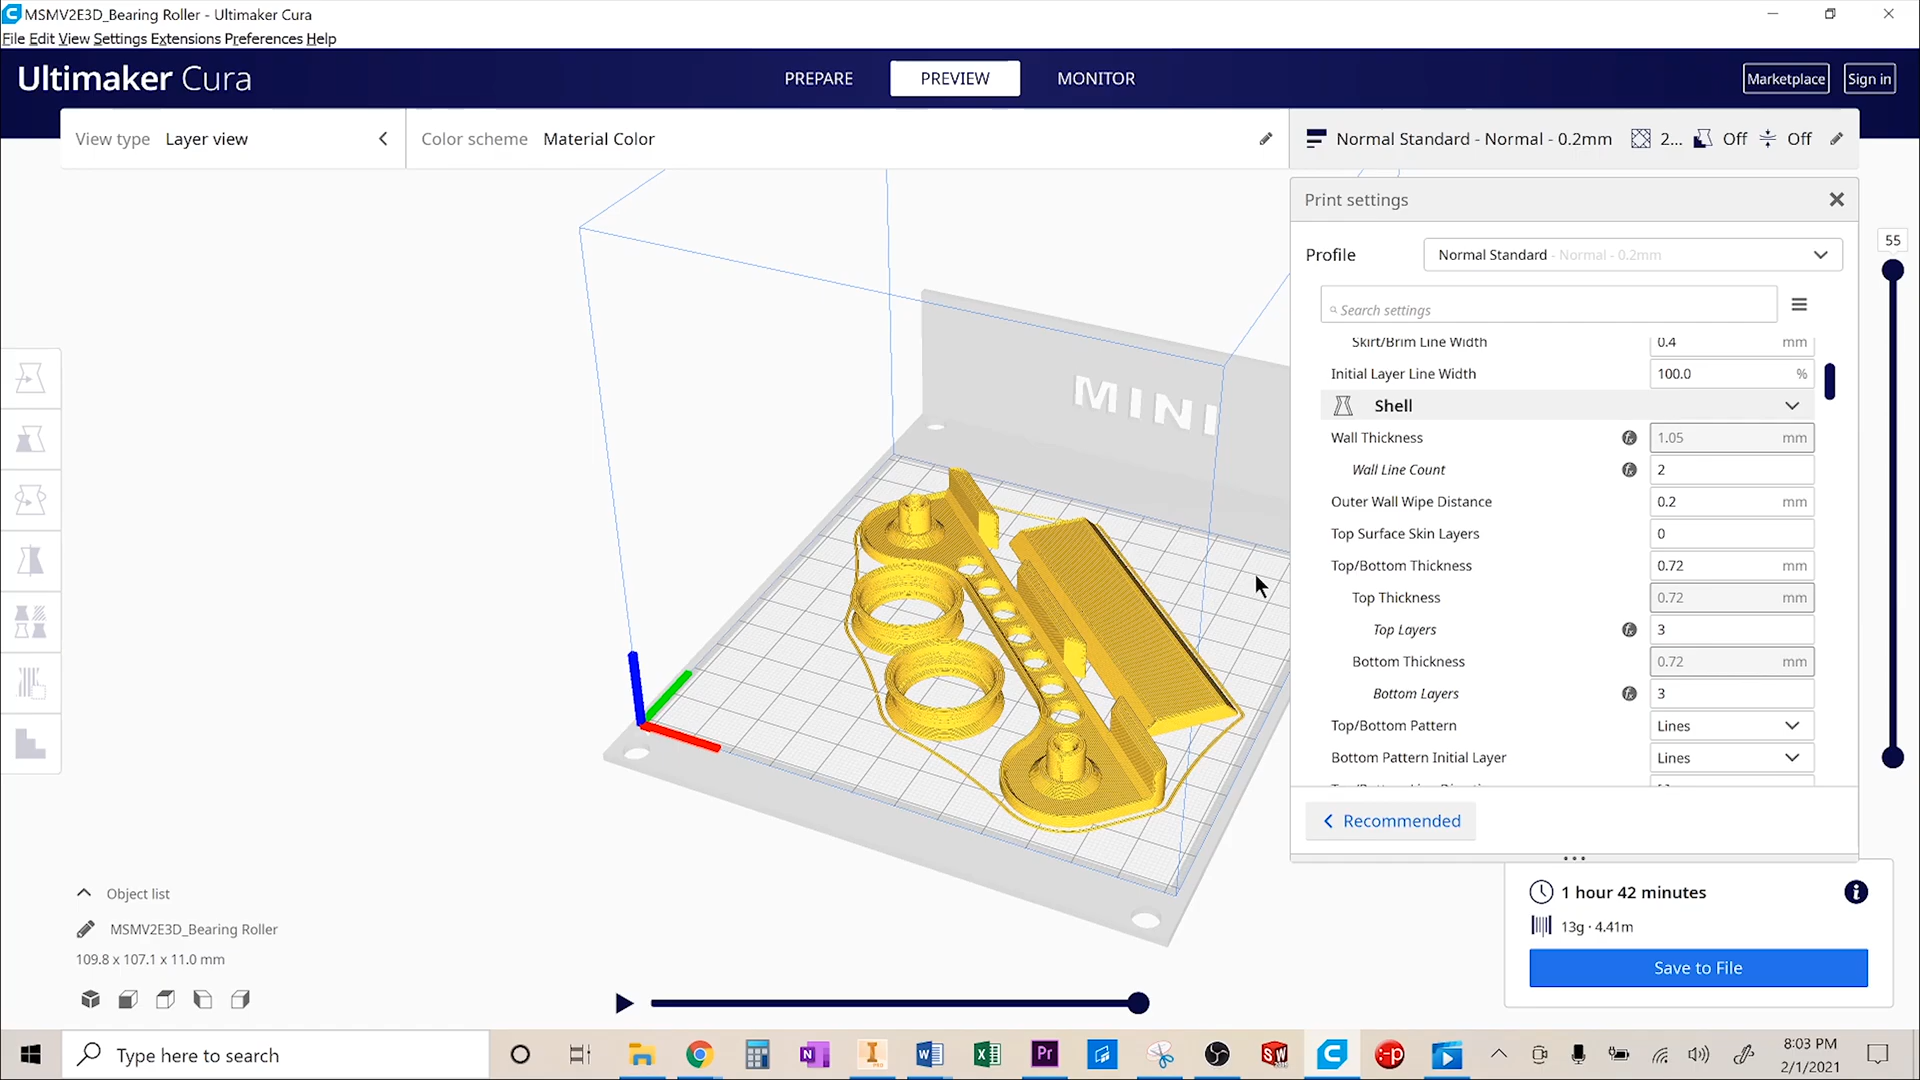 MSMV2E3D_Bearing Roller - Ultimaker Cura
File Edit View Settings Extensions Preferences Help
Ultimaker Cura
PREPARE
PREVIEW
MONITOR
Marketplace
Sign in
View type Layer view
Color scheme Material Color
Normal Standard - Normal - 0.2mm
2...
Off
Off
Print settings
Profile
Normal Standard - Normal - 0.2mm
Search settings
Skirt/Brim Line Width 0.4 mm
Initial Layer Line Width 100.0 %
Shell
Wall Thickness 1.05 mm
Wall Line Count 2
Outer Wall Wipe Distance 0.2 mm
Top Surface Skin Layers 0
Top/Bottom Thickness 0.72 mm
Top Thickness 0.72 mm
Top Layers 3
Bottom Thickness 0.72 mm
Bottom Layers 3
Top/Bottom Pattern Lines
Bottom Pattern Initial Layer Lines
Recommended
55
MINI
1 hour 42 minutes
13g · 4.41m
Save to File
Object list
MSMV2E3D_Bearing Roller
109.8 x 107.1 x 11.0 mm
Type here to search
8:03 PM
2/1/2021